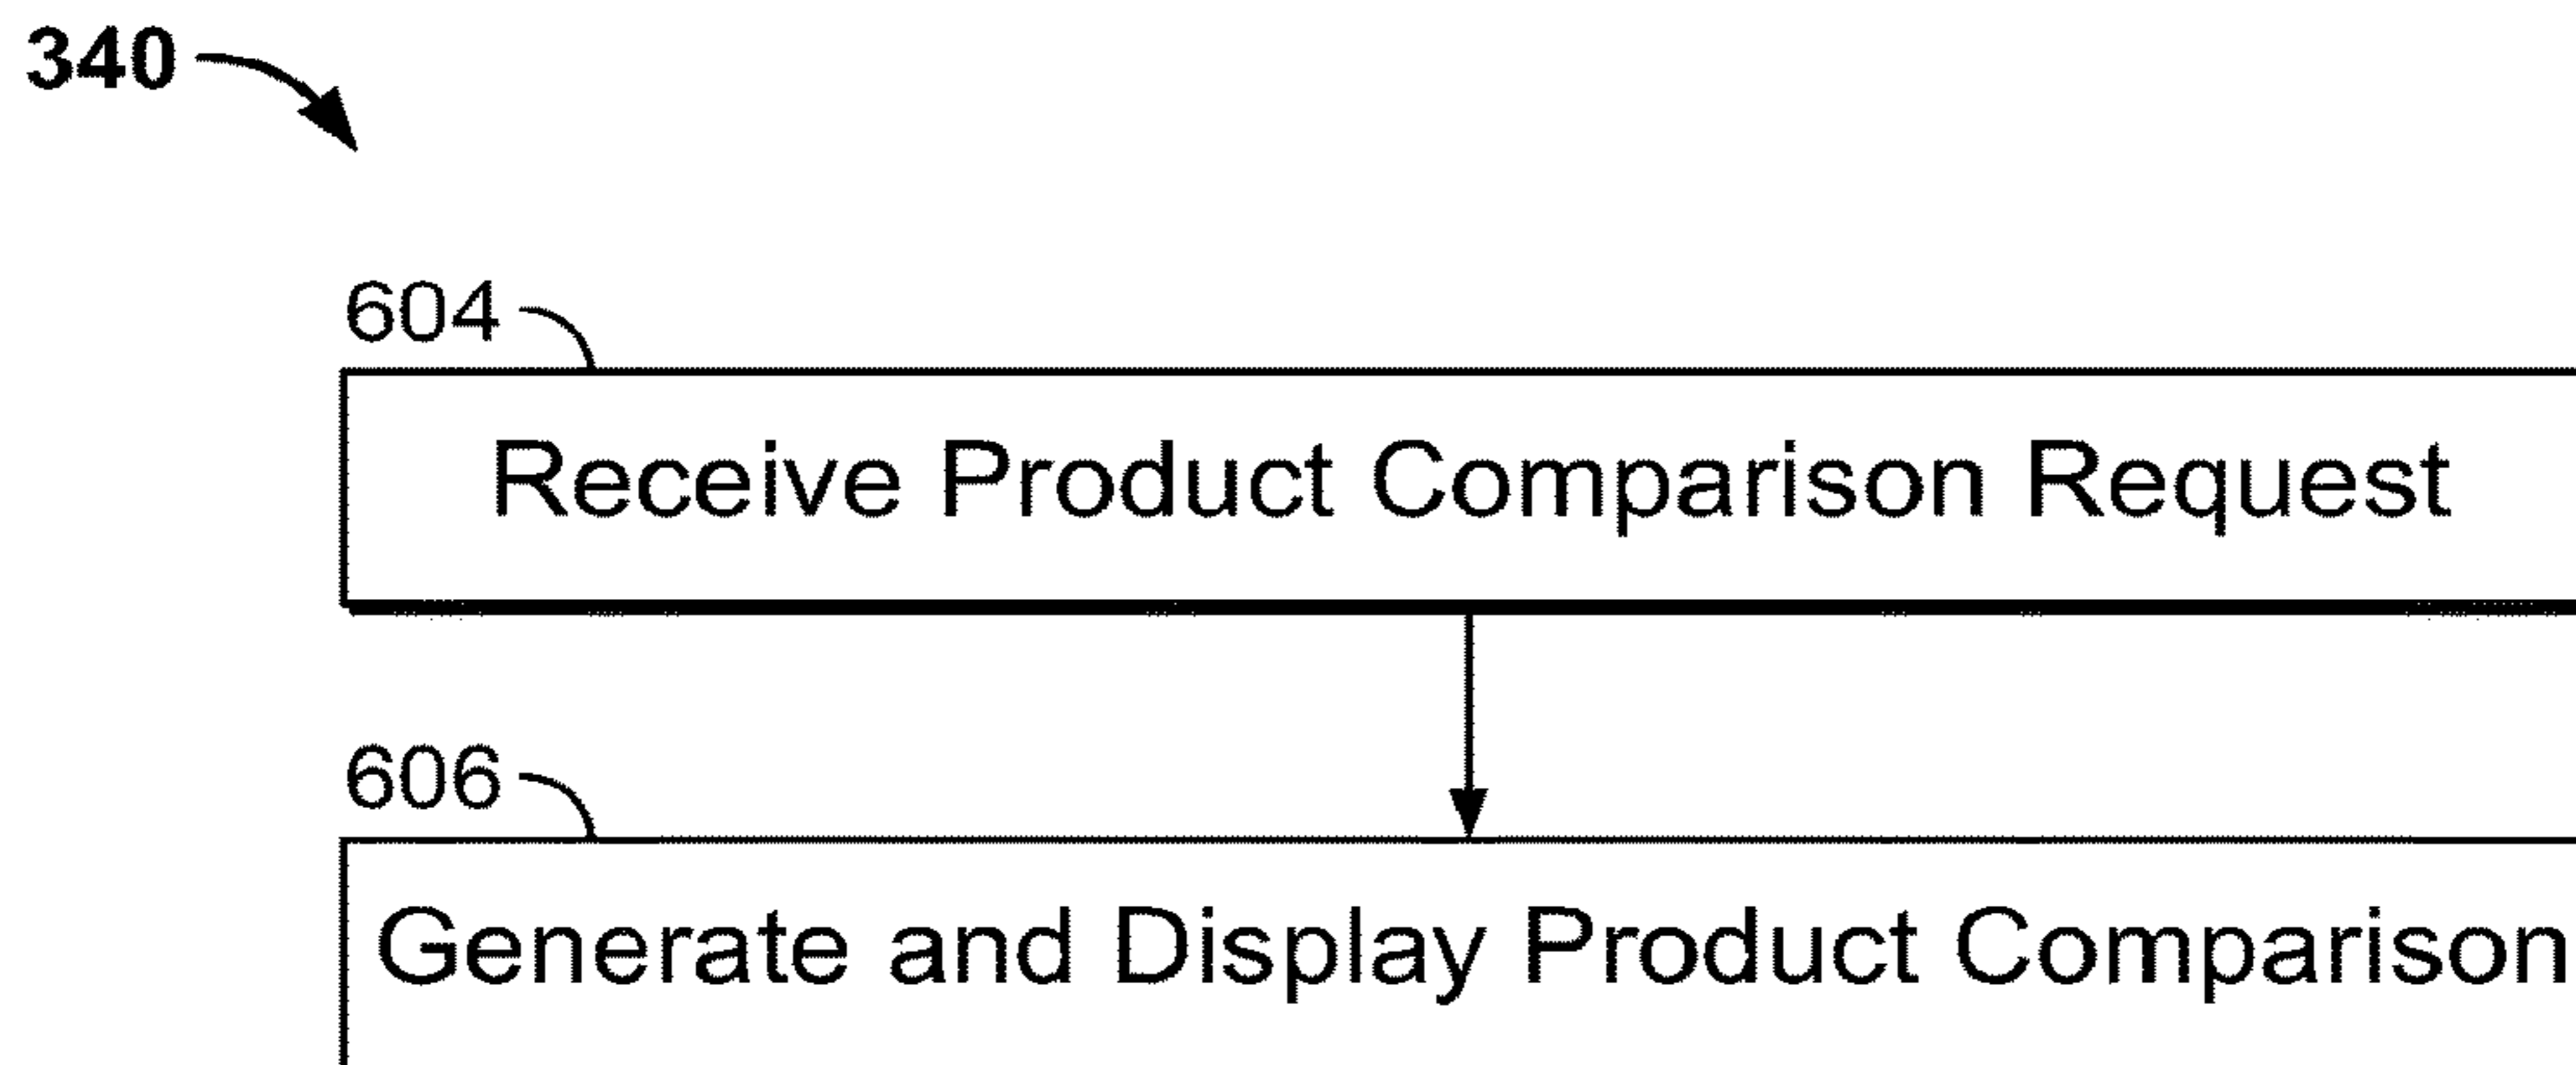 340
604
Receive Product Comparison Request
606
Generate and Display Product Comparison